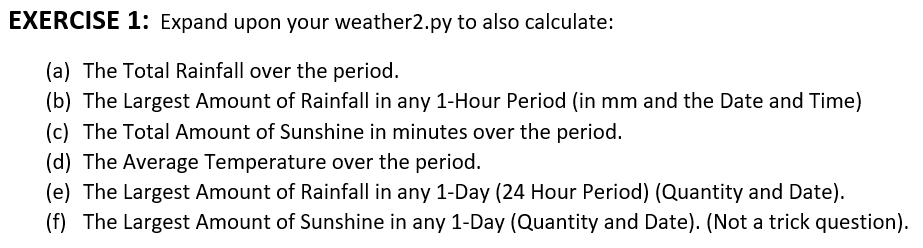 EXERCISE 1: Expand upon your weather2.py to also calculate:
(a) The Total Rainfall over the period.
(b) The Largest Amount of Rainfall in any 1-Hour Period (in mm and the Date and Time)
(c) The Total Amount of Sunshine in minutes over the period.
(d) The Average Temperature over the period.
(e) The Largest Amount of Rainfall in any 1-Day (24 Hour Period) (Quantity and Date).
(f) The Largest Amount of Sunshine in any 1-Day (Quantity and Date). (Not a trick question).